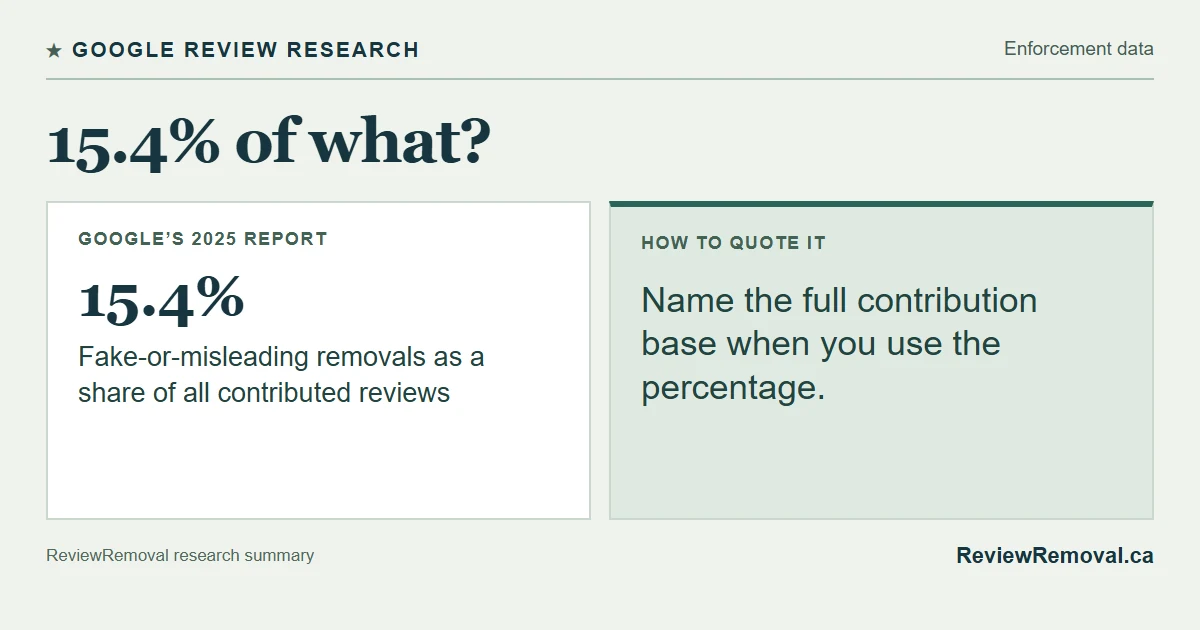 ★ GOOGLE REVIEW RESEARCH
Enforcement data
15.4% of what?
GOOGLE’S 2025 REPORT
15.4%
Fake-or-misleading removals as a
share of all contributed reviews
HOW TO QUOTE IT
Name the full contribution
base when you use the
percentage.
ReviewRemoval research summary
ReviewRemoval.ca